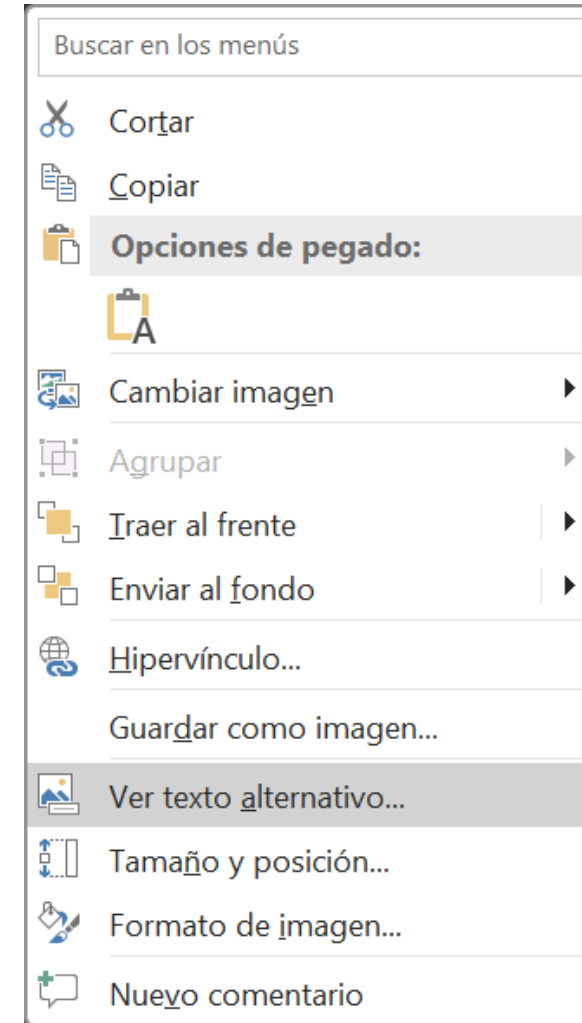 Buscar en los menús
Cortar
Copiar
Opciones de pegado:
A
Cambiar imagen
Agrupar
Traer al frente
Enviar al fondo
Hipervínculo...
Guardar como imagen...
Ver texto alternativo...
Tamaño y posición...
Formato de imagen...
Nuevo comentario